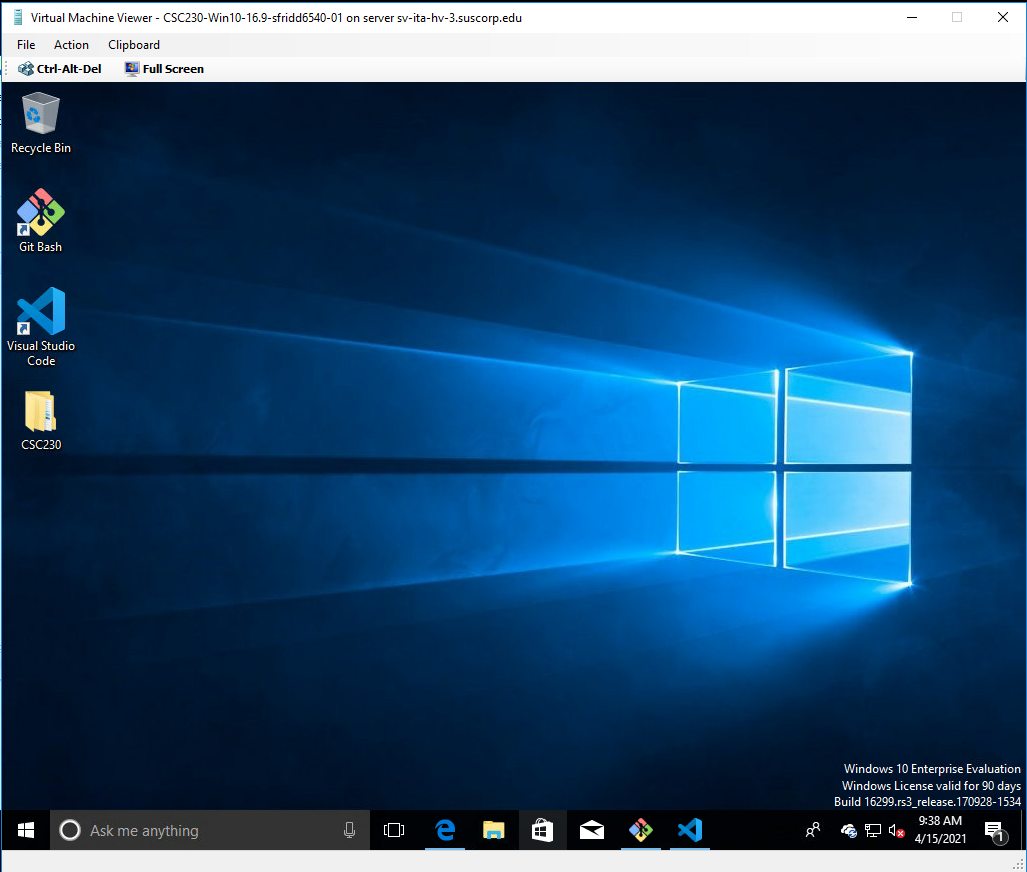 Virtual Machine Viewer - CSC230-Win10-16.9-sfridd6540-01 on server sv-ita-hv-3.suscorp.edu
File Action Clipboard
Ctrl-Alt-Del Full Screen
Recycle Bin
Git Bash
Visual Studio
Code
CSC230
Windows 10 Enterprise Evaluation
Windows License valid for 90 days
Build 16299.rs3_release.170928-1534
Ask me anything
9:38 AM
4/15/2021
1